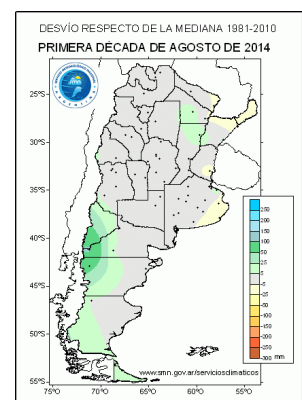 DESVÍO RESPECTO DE LA MEDIANA 1981-2010
PRIMERA DÉCADA DE AGOSTO DE 2014
25°S
30°S
35°S
40°S
45°S
50°S
55°S
250
200
150
100
50
25
5
-5
-25
-50
-100
-150
-200
-300
mm
www.smn.gov.ar/serviciosclimaticos
75°O
70°O
65°O
60°O
55°O